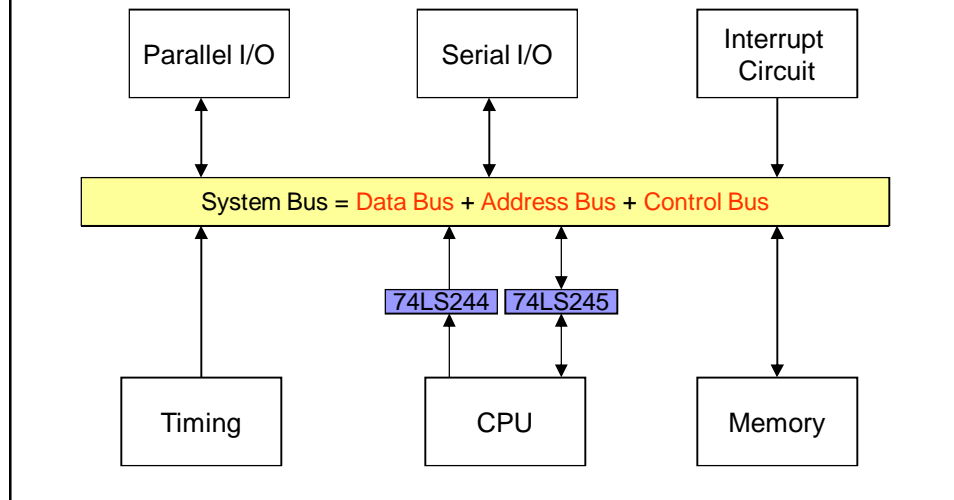 Parallel I/O
Serial I/O
Interrupt
Circuit
System Bus = Data Bus + Address Bus + Control Bus
74LS244
74LS245
Timing
CPU
Memory